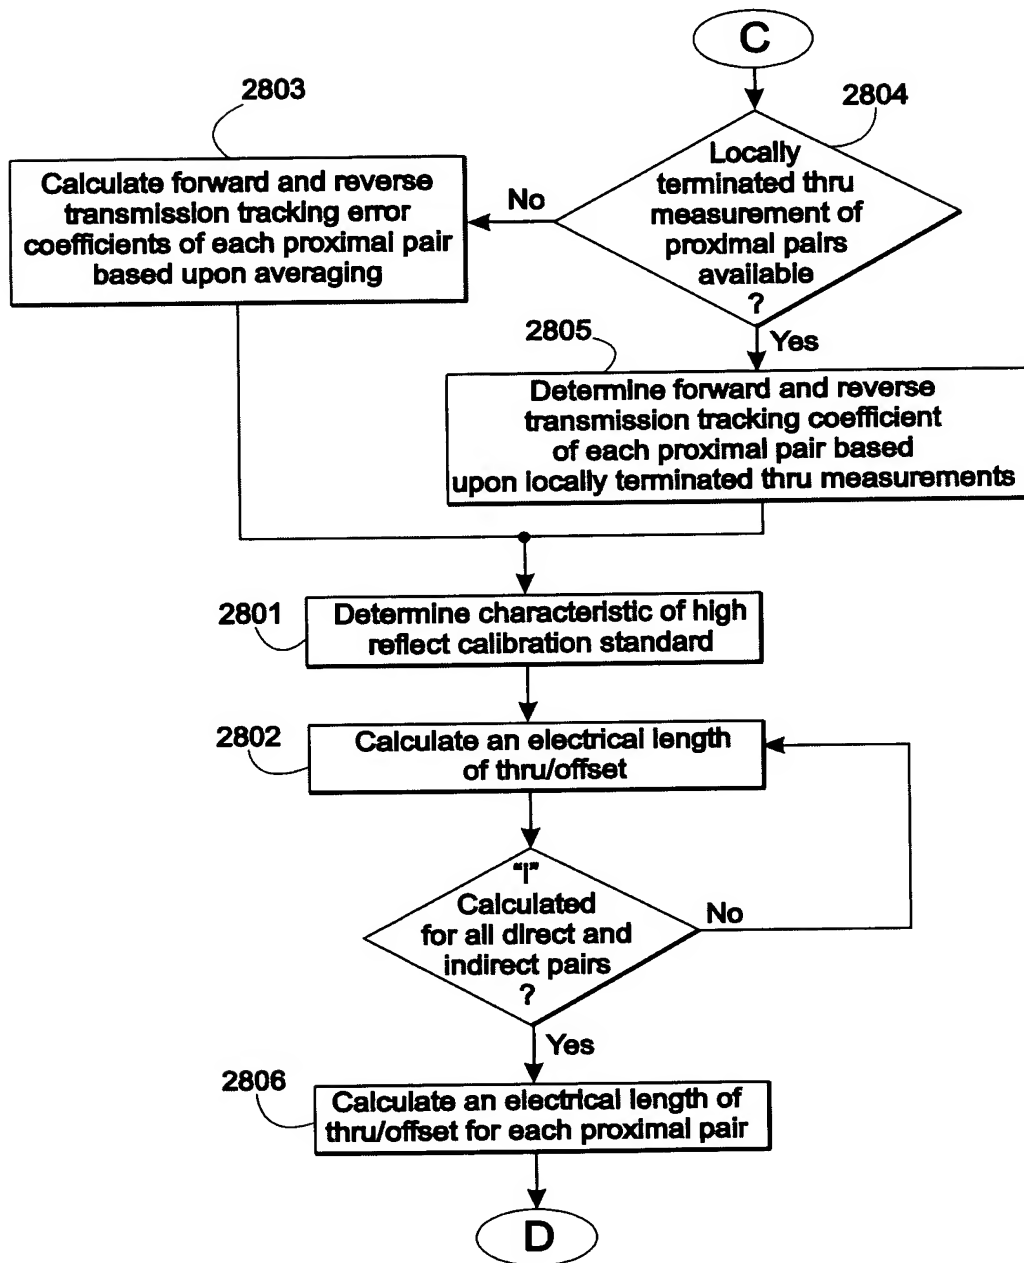 C
2803
2804
Calculate forward and reverse
transmission tracking error
coefficients of each proximal pair
based upon averaging
No
Locally
terminated thru
measurement of
proximal pairs
available
?
2805
Yes
Determine forward and reverse
transmission tracking coefficient
of each proximal pair based
upon locally terminated thru measurements
2801
Determine characteristic of high
reflect calibration standard
2802
Calculate an electrical length
of thru/offset
"i"
Calculated
for all direct and
indirect pairs
?
No
Yes
2806
Calculate an electrical length of
thru/offset for each proximal pair
D